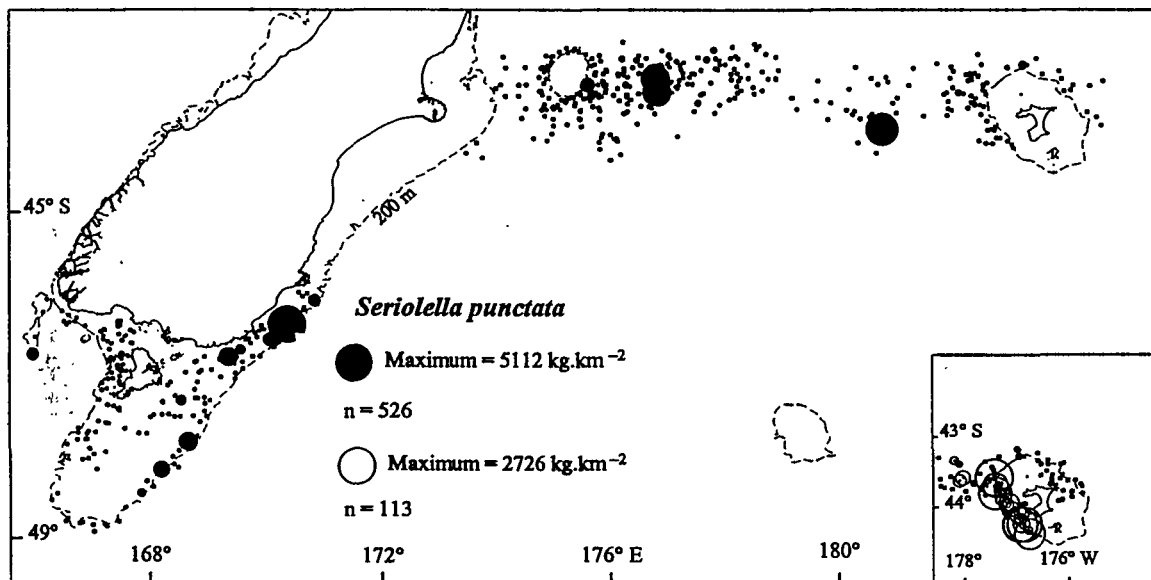 45° S
200 m
Seriolella punctata
Maximum = 5112 kg.km⁻²
n = 526
Maximum = 2726 kg.km⁻²
n = 113
49°
168°
172°
176° E
180°
43° S
44°
178°
176° W